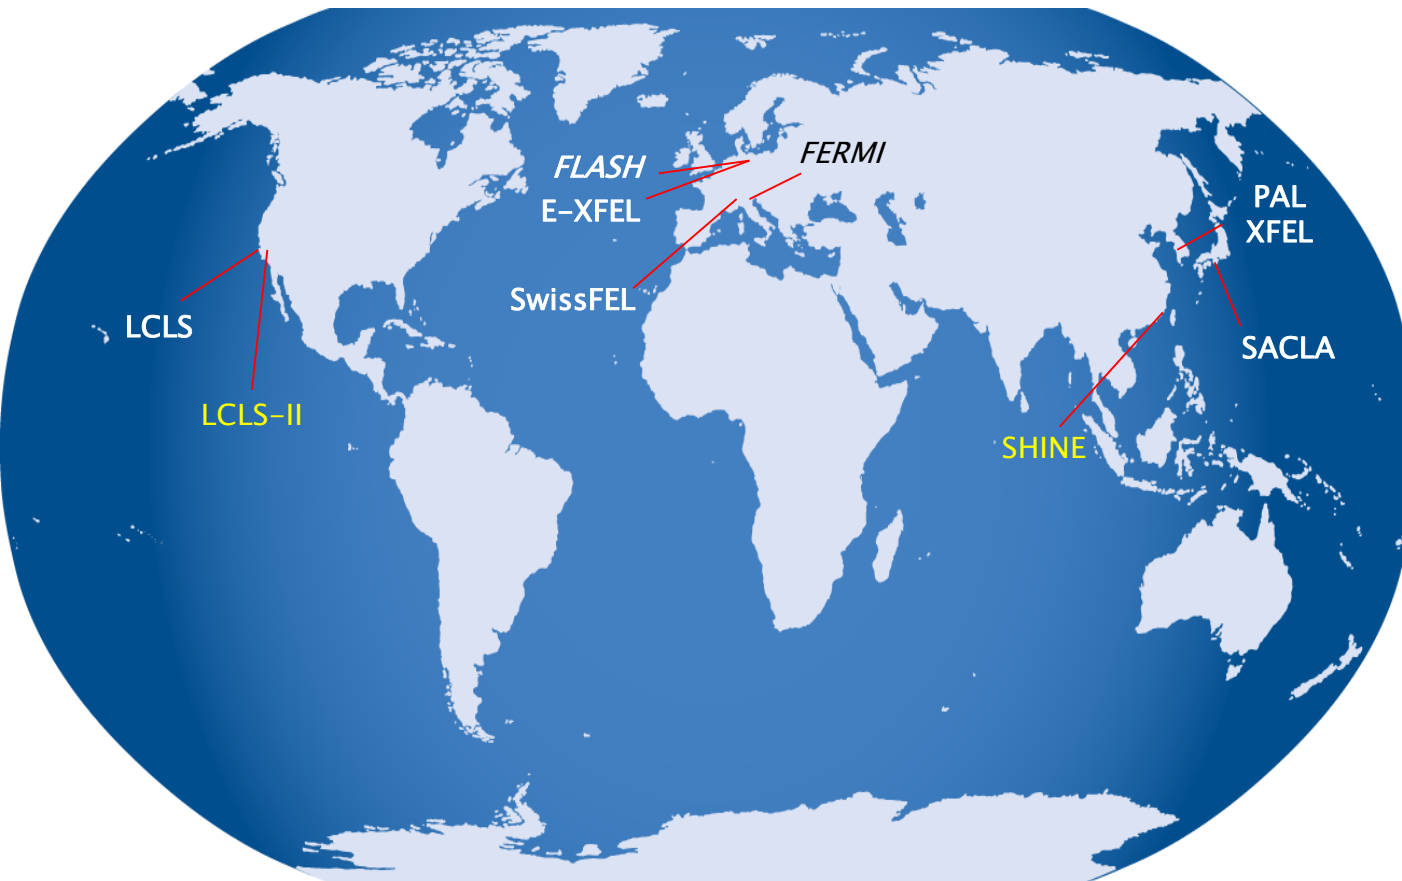 FERMI
FLASH
E-XFEL
PAL
XFEL
SwissFEL
LCLS
SACLA
LCLS-II
SHINE